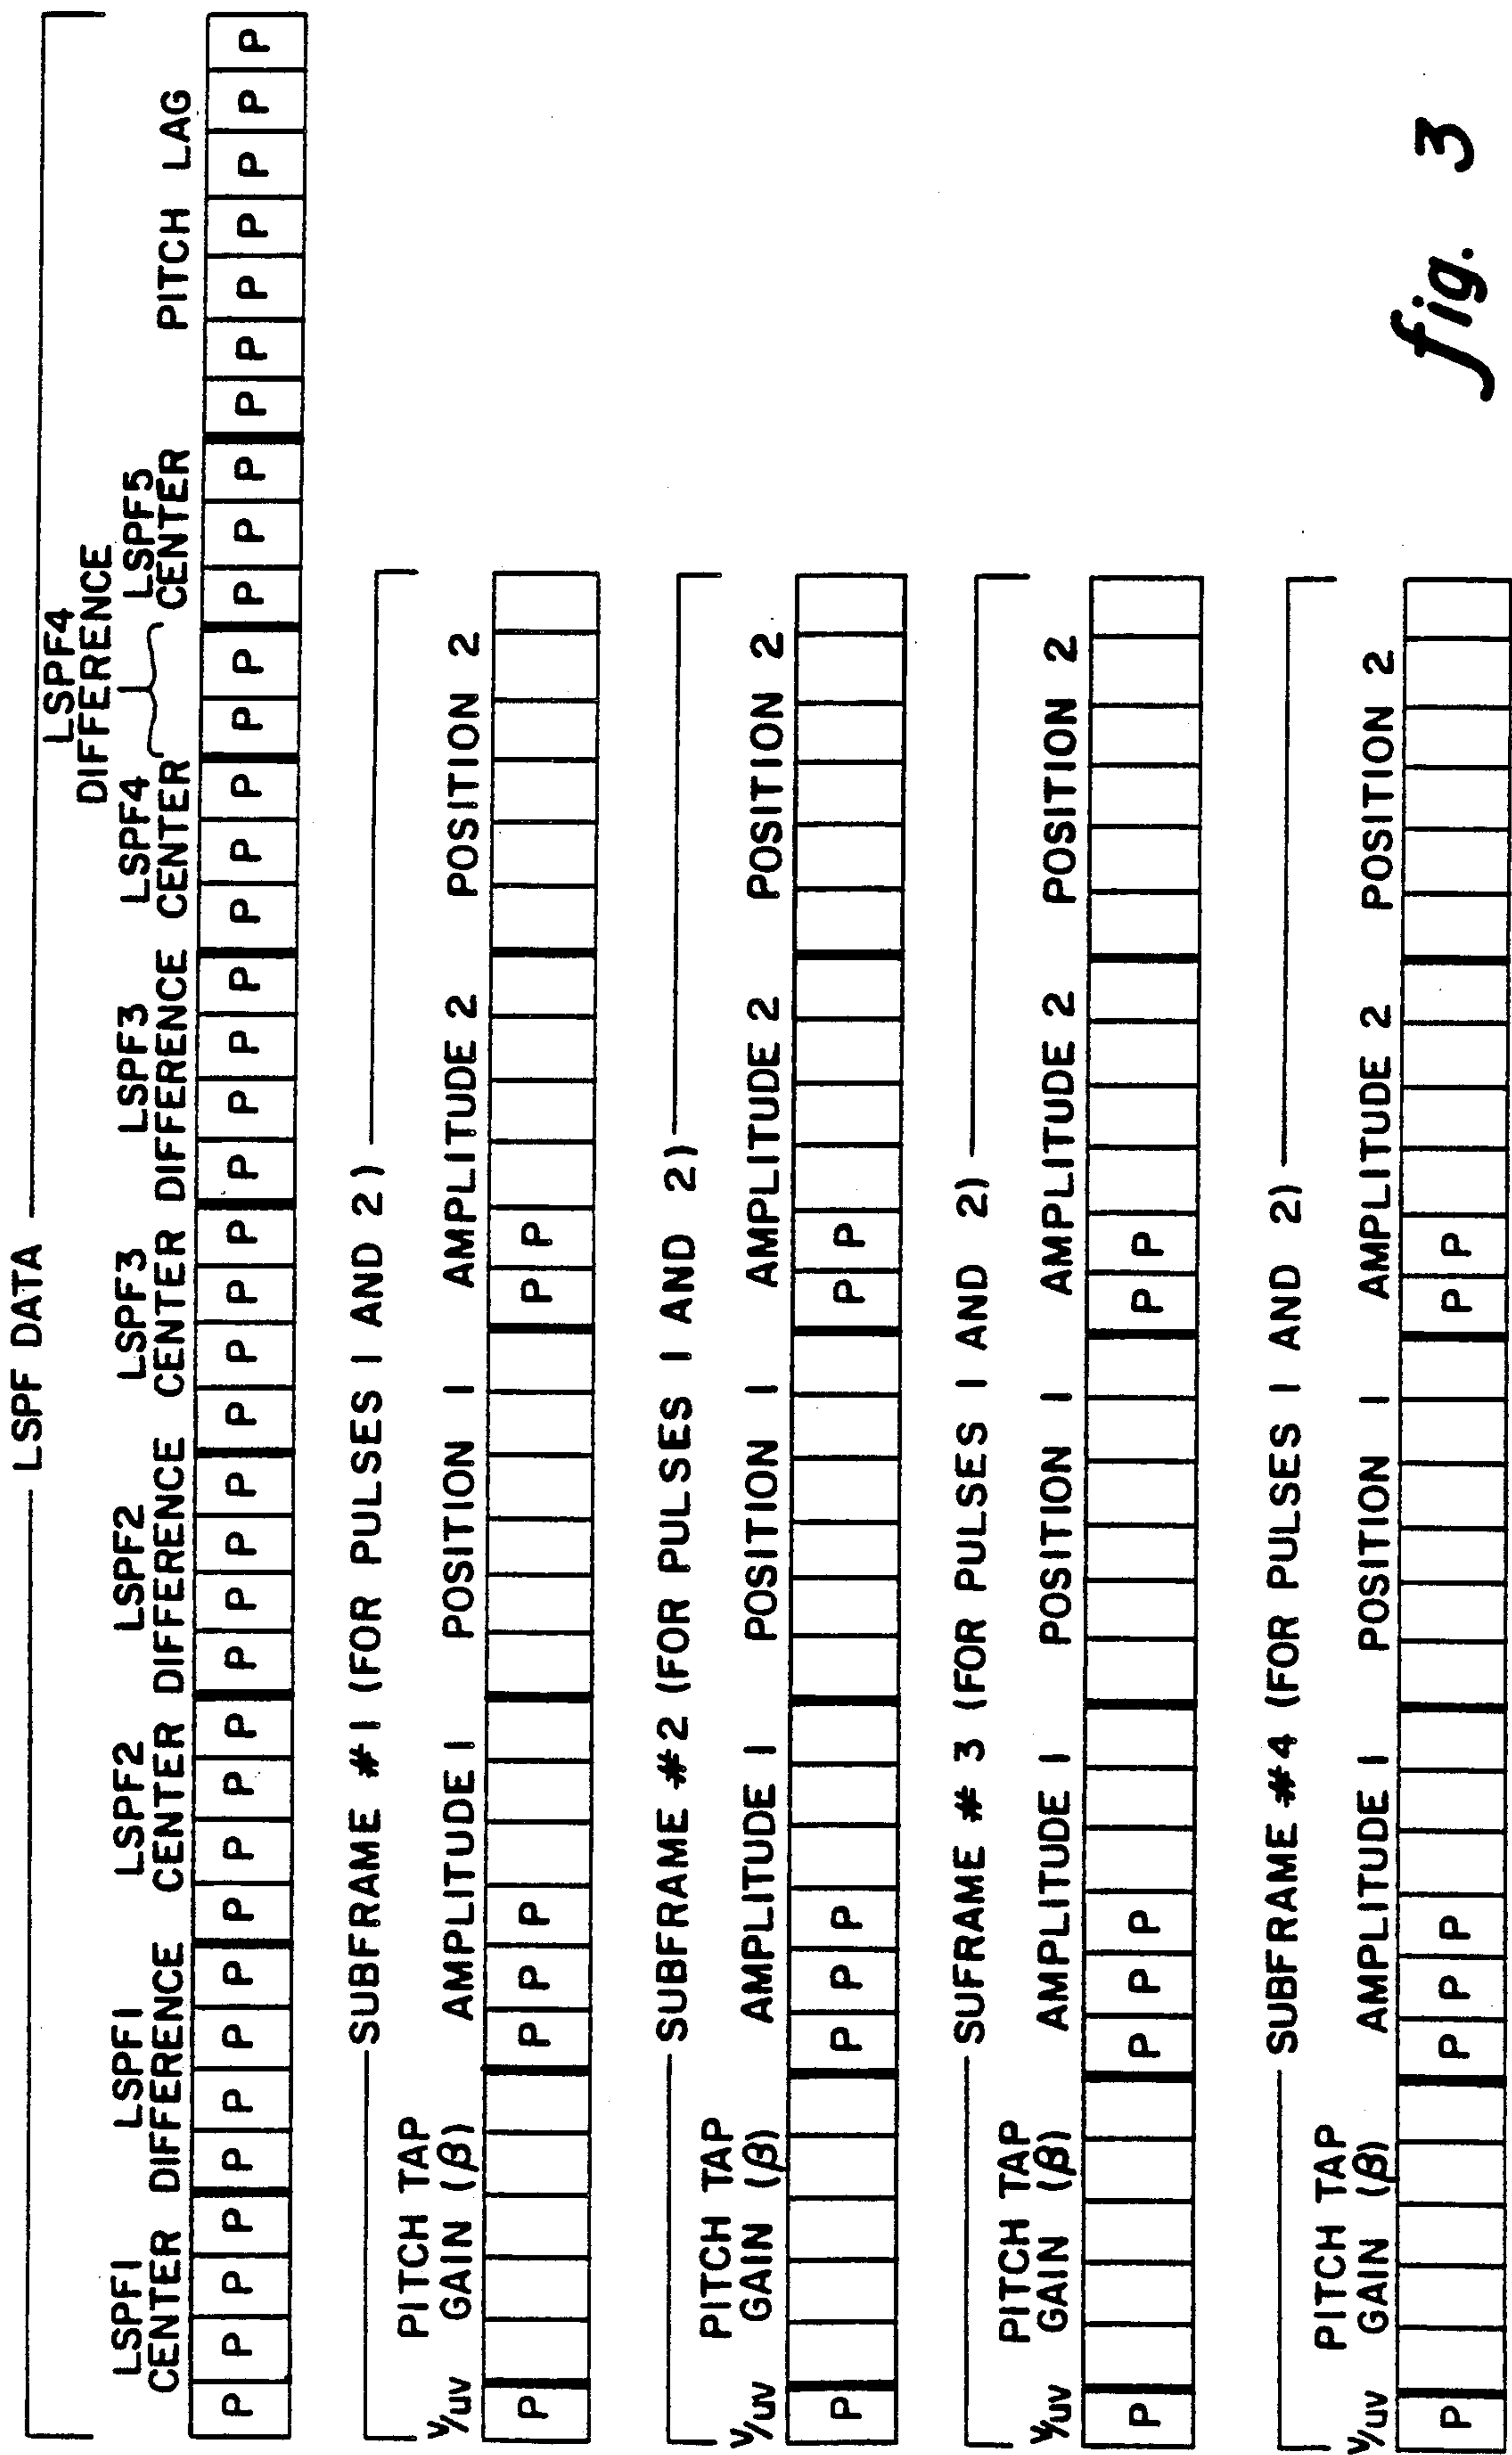 LSPF DATA
LSPF1 CENTER LSPF1 DIFFERENCE LSPF2 CENTER LSPF2 DIFFERENCE LSPF3 CENTER LSPF3 DIFFERENCE LSPF4 CENTER LSPF4 DIFFERENCE LSPF5 CENTER PITCH LAG
P P P P P P P P P P P P P P P P P P P P P P P P P P P P P P P P P P P P P P P
SUBFRAME #1 (FOR PULSES 1 AND 2)
V/UV PITCH TAP GAIN (β) AMPLITUDE 1 POSITION 1 AMPLITUDE 2 POSITION 2
P P P P P P
SUBFRAME #2 (FOR PULSES 1 AND 2)
V/UV PITCH TAP GAIN (β) AMPLITUDE 1 POSITION 1 AMPLITUDE 2 POSITION 2
P P P P P P
SUFRAME # 3 (FOR PULSES 1 AND 2)
V/UV PITCH TAP GAIN (β) AMPLITUDE 1 POSITION 1 AMPLITUDE 2 POSITION 2
P P P P P P
SUBFRAME #4 (FOR PULSES 1 AND 2)
V/UV PITCH TAP GAIN (β) AMPLITUDE 1 POSITION 1 AMPLITUDE 2 POSITION 2
P P P P P P
fig. 3